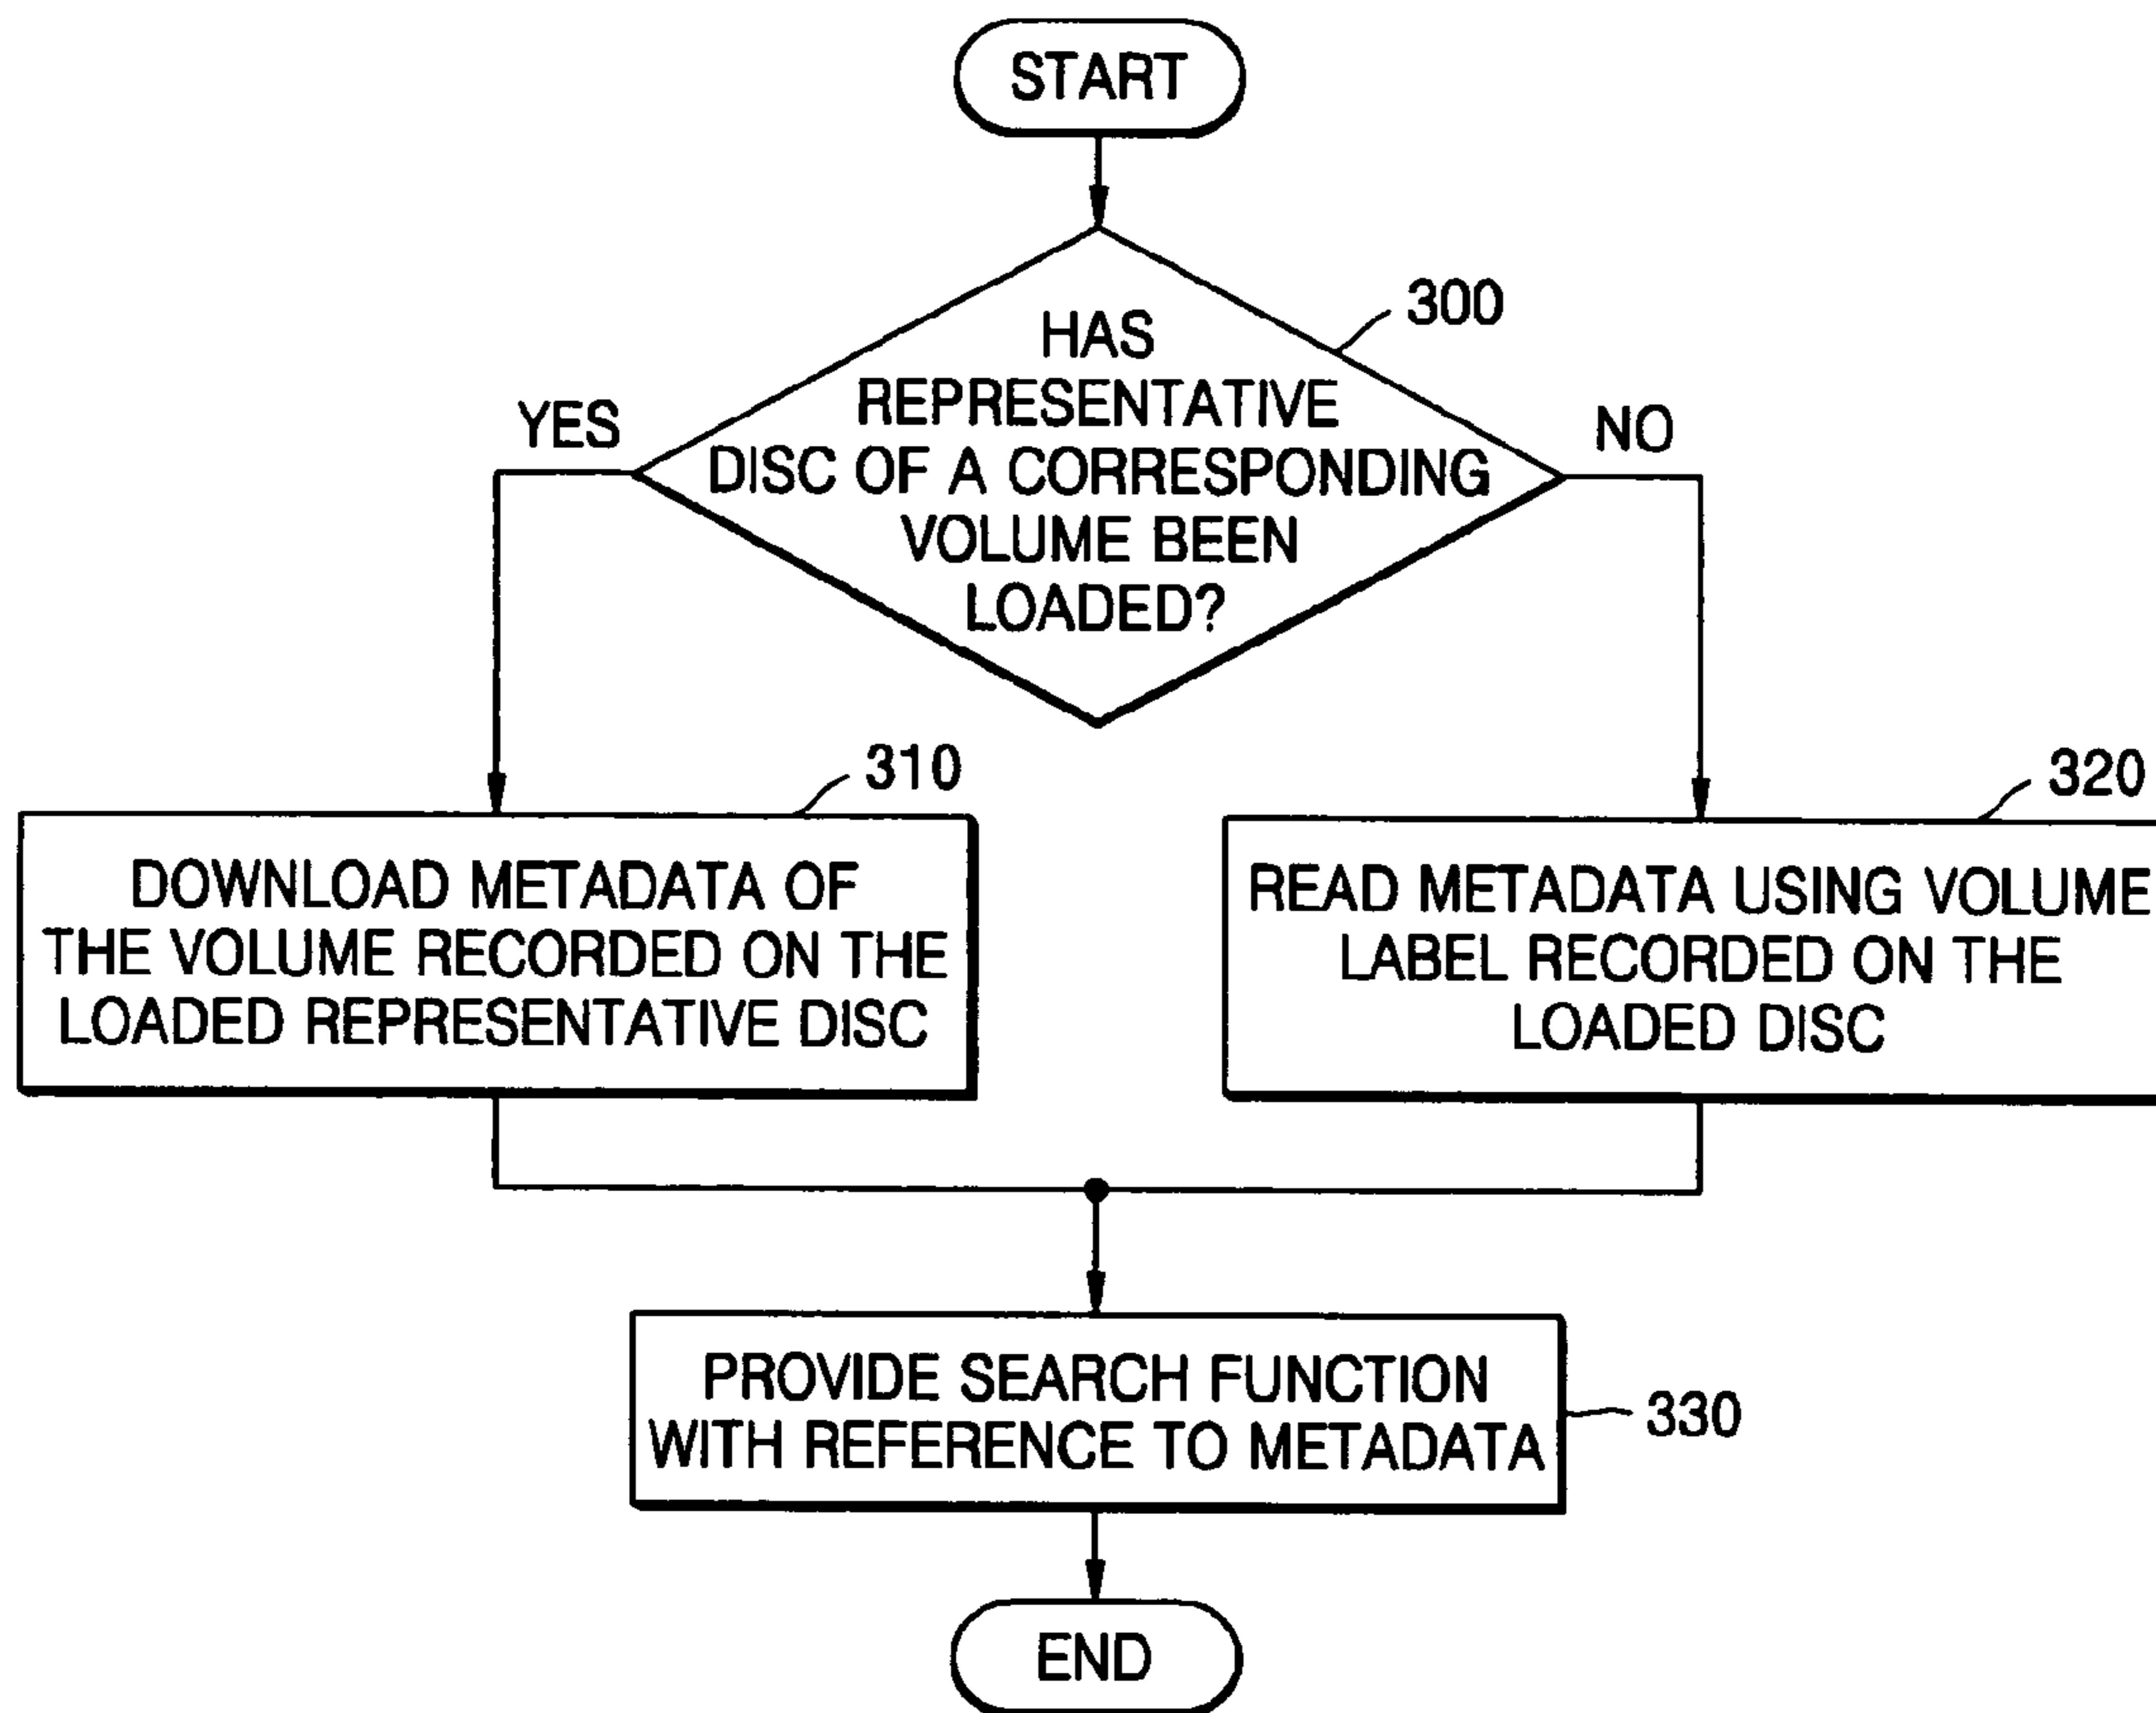 START
300
HAS
REPRESENTATIVE
DISC OF A CORRESPONDING
VOLUME BEEN
LOADED?
YES
NO
310
DOWNLOAD METADATA OF
THE VOLUME RECORDED ON THE
LOADED REPRESENTATIVE DISC
320
READ METADATA USING VOLUME
LABEL RECORDED ON THE
LOADED DISC
PROVIDE SEARCH FUNCTION
WITH REFERENCE TO METADATA
330
END